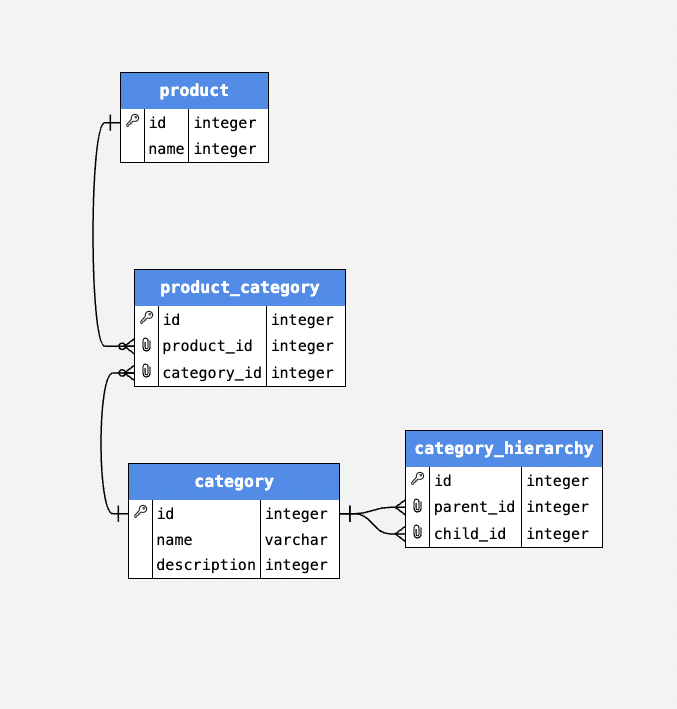 product
id integer
name integer
product_category
id integer
product_id integer
category_id integer
category
id integer
name varchar
description integer
category_hierarchy
id integer
parent_id integer
child_id integer